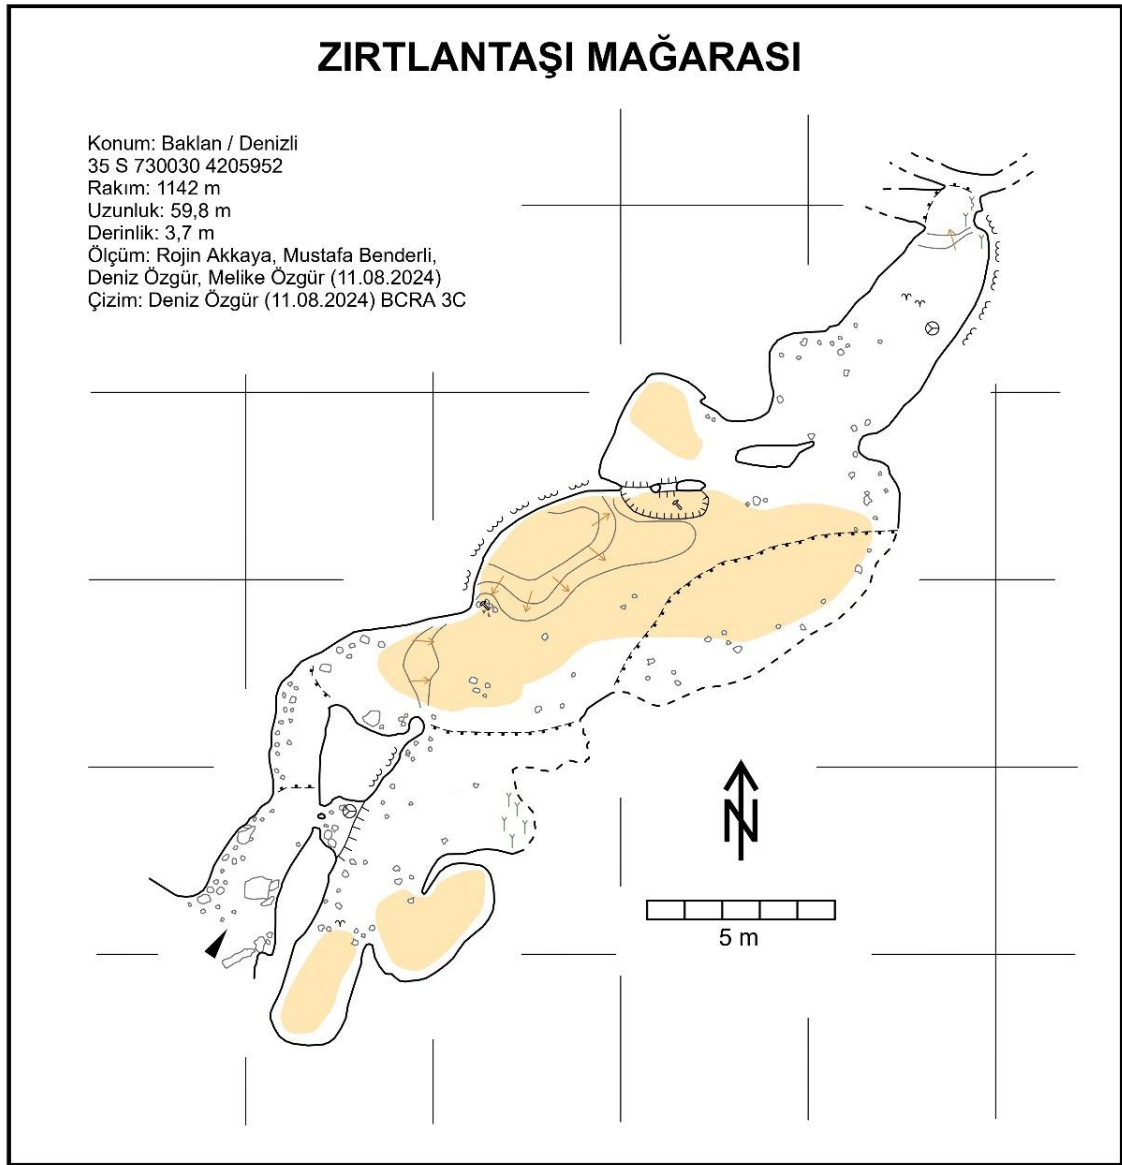 ZIRTLANTAŞI MAĞARASI
Konum: Baklan / Denizli
35 S 730030 4205952
Rakım: 1142 m
Uzunluk: 59,8 m
Derinlik: 3,7 m
Ölçüm: Rojin Akkaya, Mustafa Benderli,
Deniz Özgür, Melike Özgür (11.08.2024)
Çizim: Deniz Özgür (11.08.2024) BCRA 3C
N
5 m